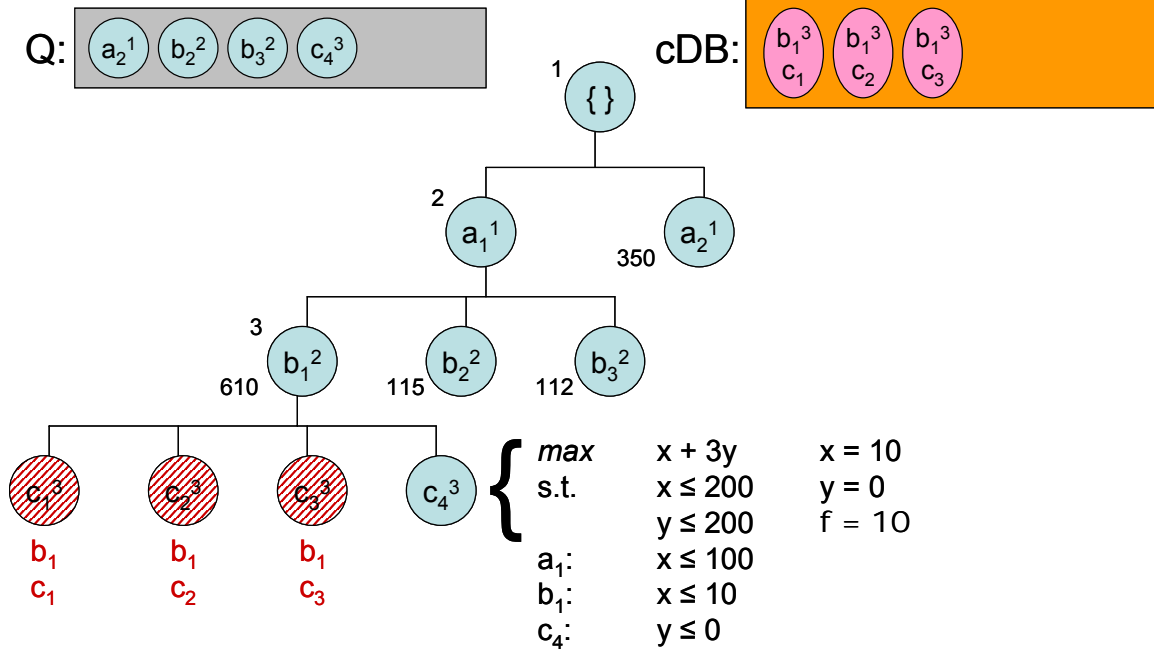 Q: a₂¹ b₂² b₃² c₄³
cDB: b₁³ c₁ b₁³ c₂ b₁³ c₃
1
{ }
2
a₁¹
a₂¹
350
3
b₁² b₂² b₃²
610 115 112
c₁³ c₂³ c₃³ c₄³
b₁ b₁ b₁
c₁ c₂ c₃
{ max x + 3y x = 10
s.t. x ≤ 200 y = 0
y ≤ 200 f = 10
a₁: x ≤ 100
b₁: x ≤ 10
c₄: y ≤ 0